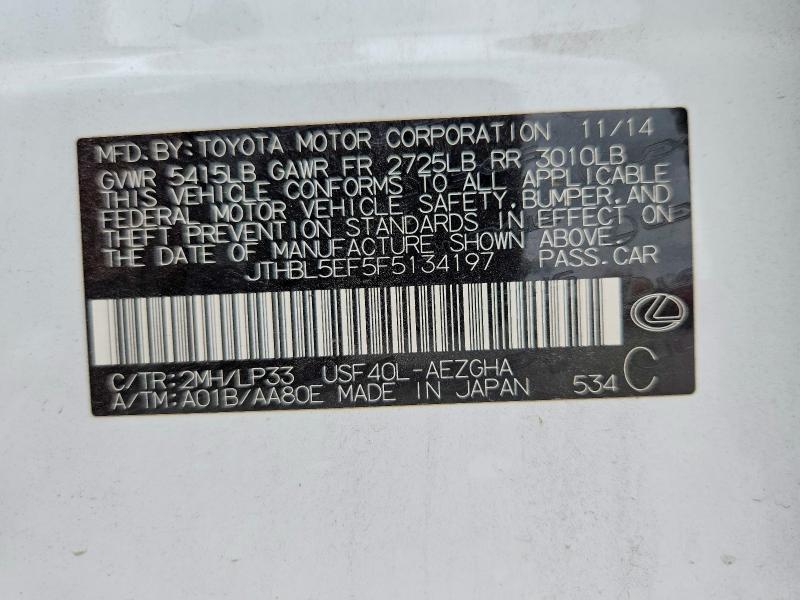 MFD.BY:TOYOTA MOTOR CORPORATION 11/14
GVWR 5415LB GAWR FR 2725LB RR 3010LB
THIS VEHICLE CONFORMS TO ALL APPLICABLE
FEDERAL MOTOR VEHICLE SAFETY,BUMPER,AND
THEFT PREVENTION STANDARDS IN EFFECT ON
THE DATE OF MANUFACTURE SHOWN ABOVE.
JTHBL5EF5F5134197 PASS.CAR
C/TR:2MH/LP33 USF40L-AEZGHA
A/TM:A01B/AA80E MADE IN JAPAN 534 C